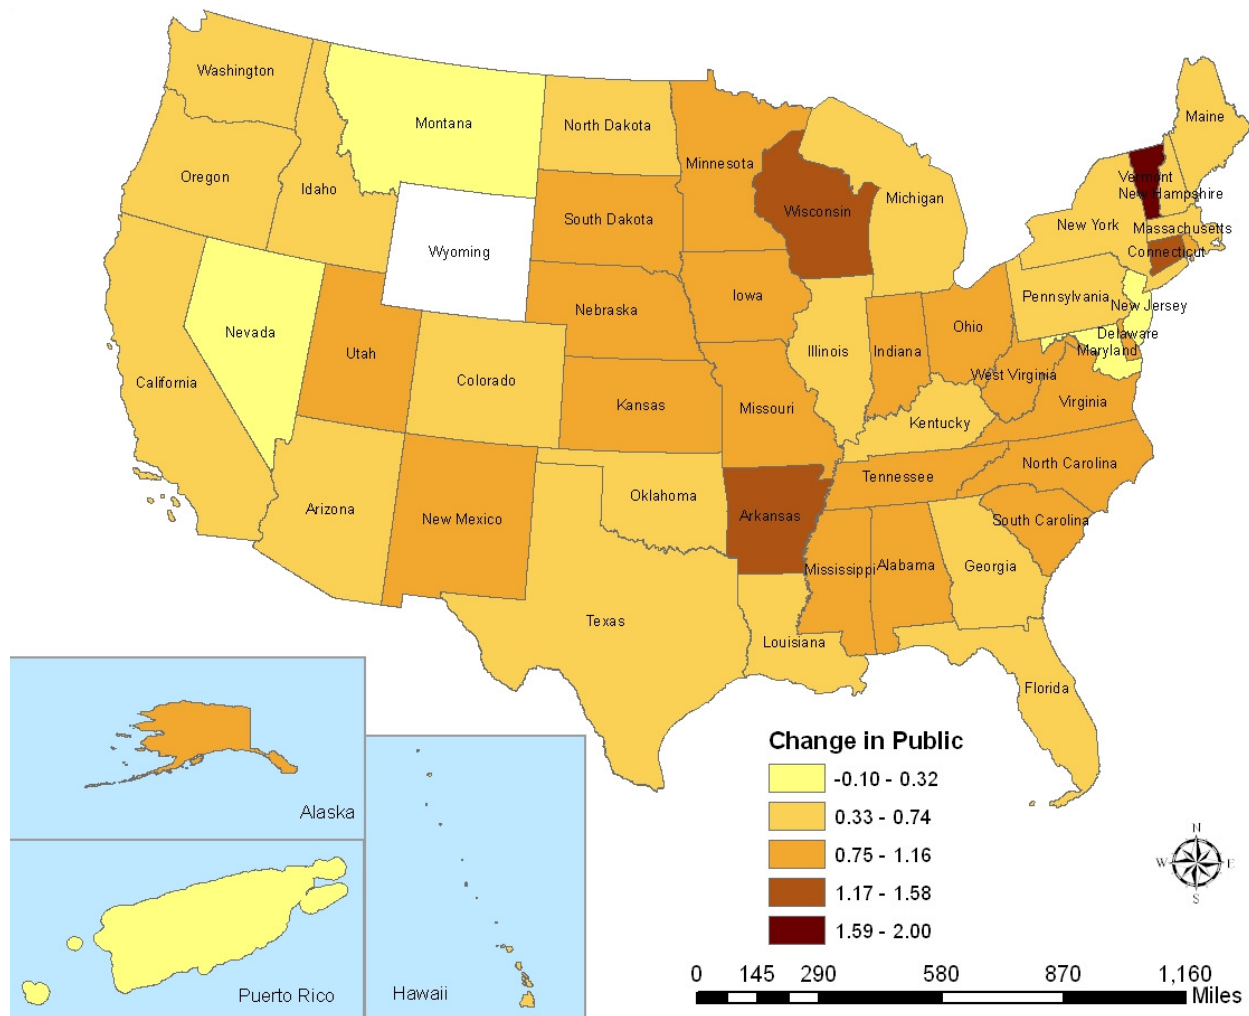 Washington
Montana
North Dakota
Minnesota
Maine
Oregon
Idaho
South Dakota
Wisconsin
Michigan
Vermont
New Hampshire
New York
Massachusetts
Connecticut
Wyoming
Nebraska
Iowa
Pennsylvania
New Jersey
Nevada
Utah
Colorado
Illinois
Indiana
Ohio
Delaware
Maryland
California
Kansas
Missouri
West Virginia
Virginia
Kentucky
Arizona
New Mexico
Oklahoma
Arkansas
Tennessee
North Carolina
South Carolina
Texas
Louisiana
Mississippi
Alabama
Georgia
Florida
Alaska
Puerto Rico
Hawaii
Change in Public
-0.10 - 0.32
0.33 - 0.74
0.75 - 1.16
1.17 - 1.58
1.59 - 2.00
N
W E
S
0 145 290 580 870 1,160
Miles